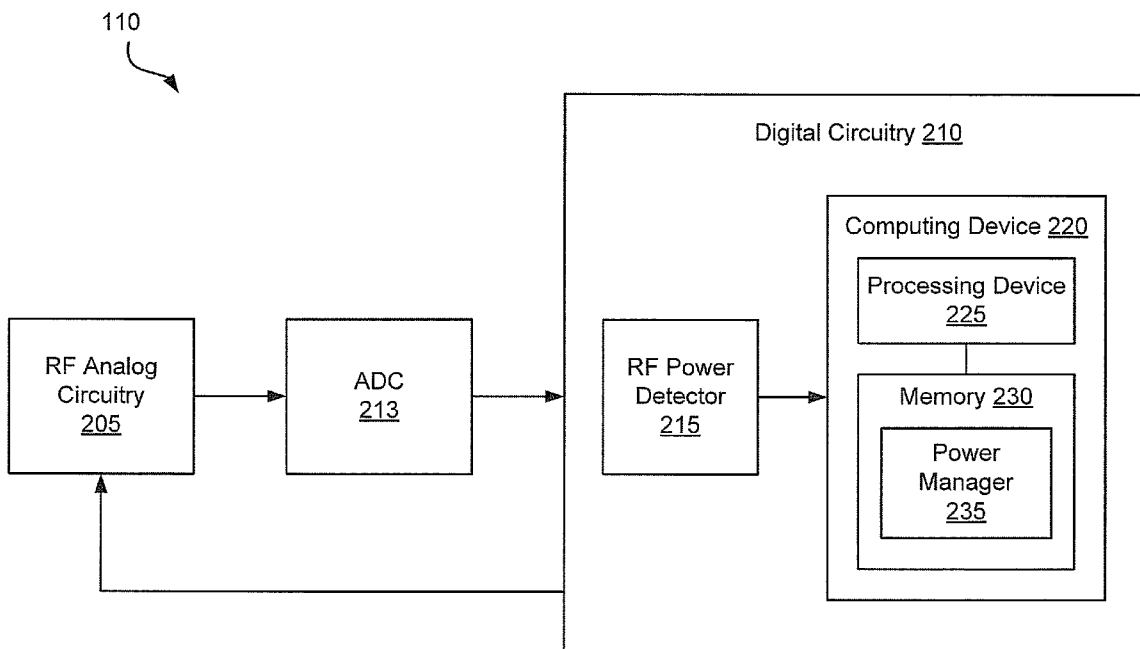 110
Digital Circuitry 210
Computing Device 220
Processing Device
225
RF Analog
Circuitry
205
ADC
213
RF Power
Detector
215
Memory 230
Power
Manager
235